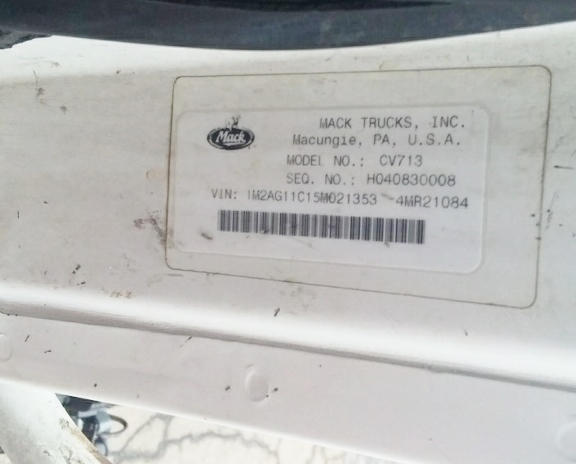 Mack
MACK TRUCKS, INC.
Macungie, PA, U.S.A.
MODEL NO.: CV713
SEQ. NO.: H040830008
VIN: 1M2AG11C15M021353 4MR21084